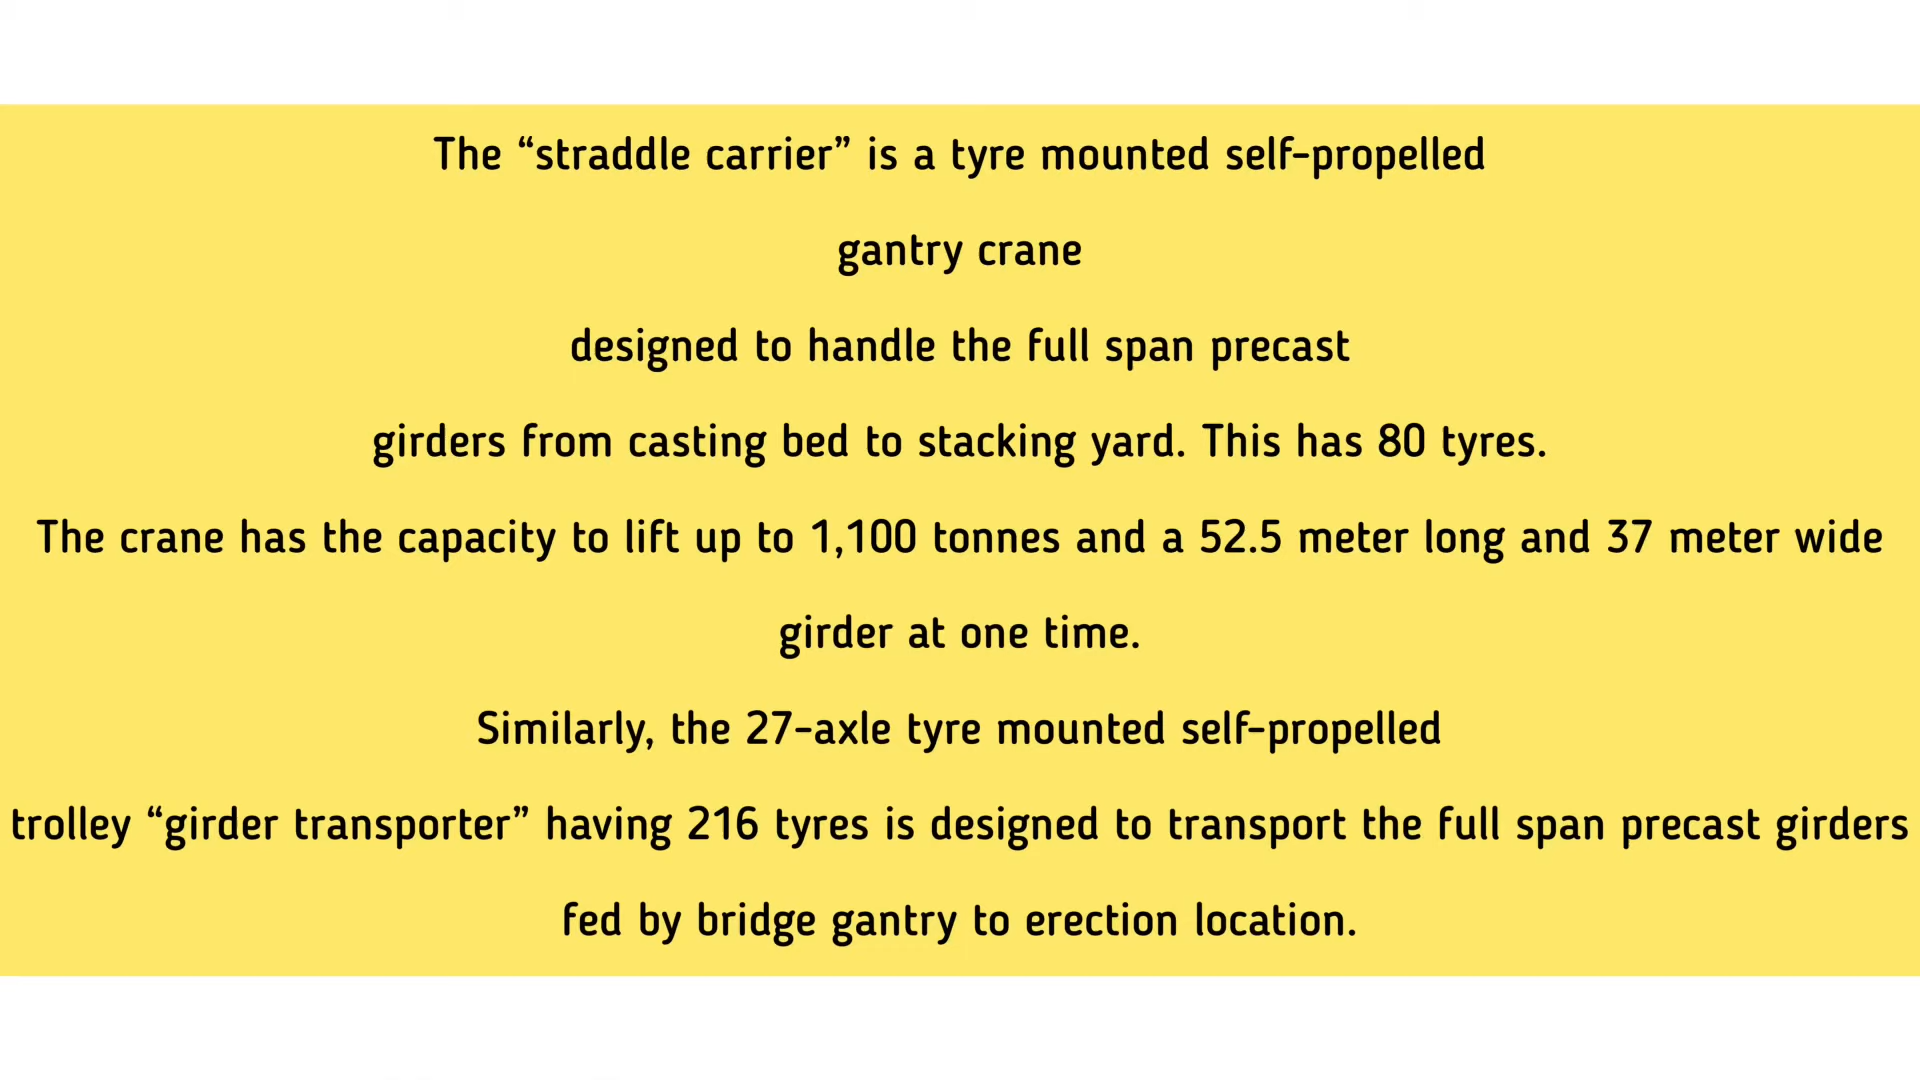 The “straddle carrier” is a tyre mounted self-propelled
gantry crane
designed to handle the full span precast
girders from casting bed to stacking yard. This has 80 tyres.
The crane has the capacity to lift up to 1,100 tonnes and a 52.5 meter long and 37 meter wide
girder at one time.
Similarly, the 27-axle tyre mounted self-propelled
trolley “girder transporter” having 216 tyres is designed to transport the full span precast girders
fed by bridge gantry to erection location.